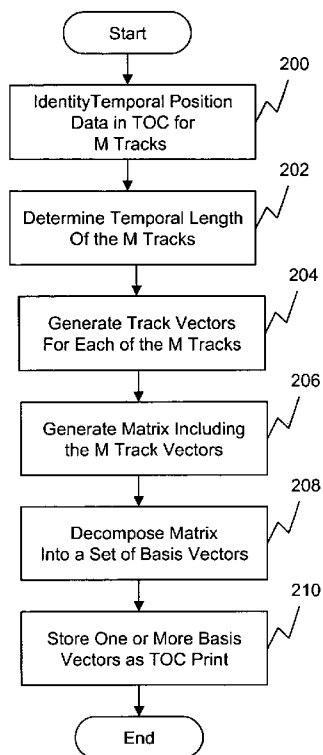 Start
200
IdentityTemporal Position
Data in TOC for
M Tracks
202
Determine Temporal Length
Of the M Tracks
204
Generate Track Vectors
For Each of the M Tracks
206
Generate Matrix Including
the M Track Vectors
208
Decompose Matrix
Into a Set of Basis Vectors
210
Store One or More Basis
Vectors as TOC Print
End